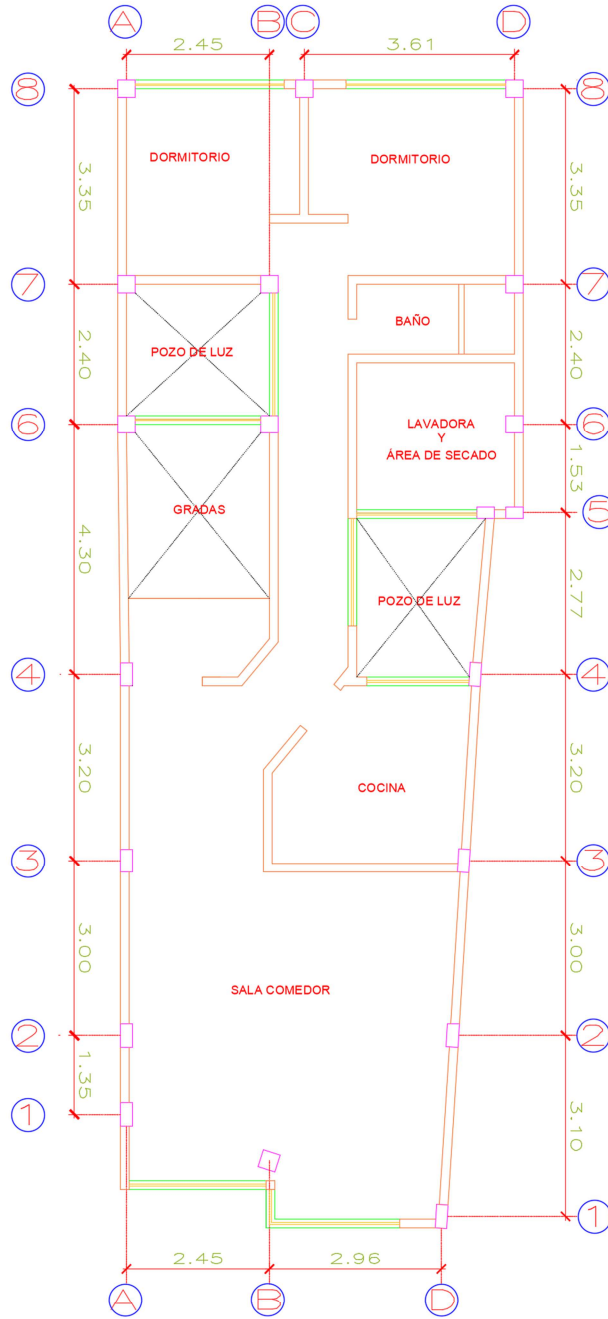 A B C D
2.45 3.61
8 8
DORMITORIO DORMITORIO
3.35 3.35
7 7
BAÑO
2.40 POZO DE LUZ 2.40
6 6
LAVADORA
Y
ÁREA DE SECADO
1.53
GRADAS
5
4.30
POZO DE LUZ 2.77
4 4
3.20 COCINA 3.20
3 3
3.00 3.00
SALA COMEDOR
2 2
1.35
1
3.10
1
2.45 2.96
A B D